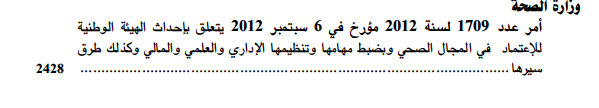 وزارة الصحة
أمر عدد 1709 لسنة 2012 مؤرخ في 6 سبتمبر 2012 يتعلق بإحداث الهيئة الوطنية
للإعتماد في المجال الصحي وبضبط مهامها وتنظيمها الإداري والعلمي والمالي وكذلك طرق
سيرها ................................................................................ 2428